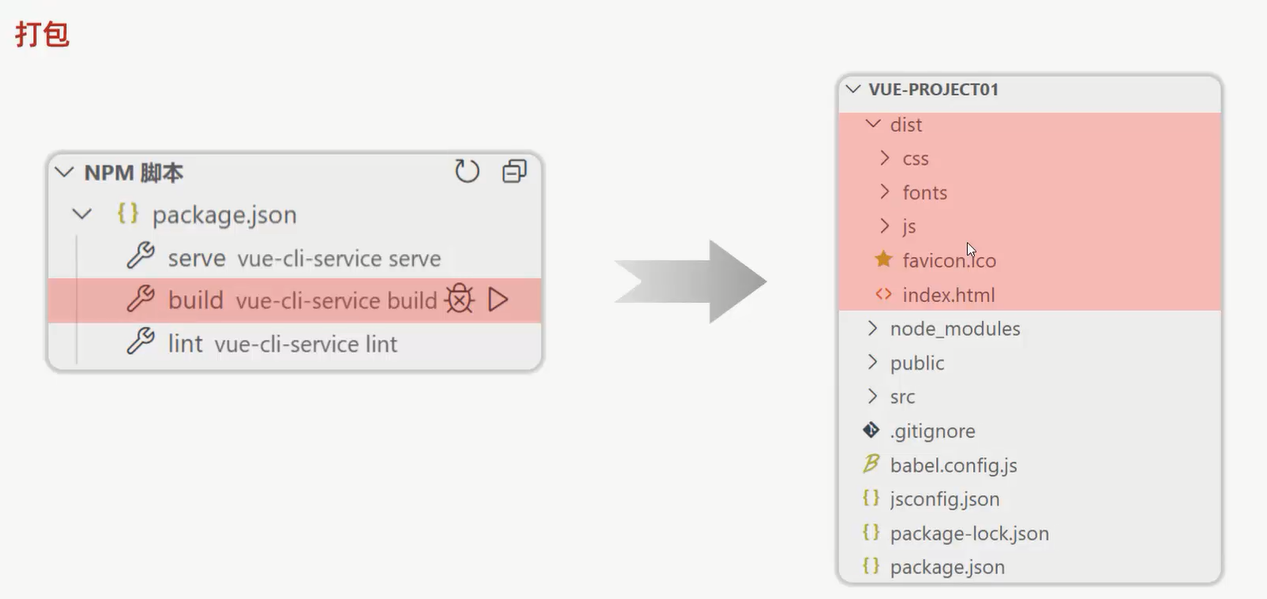 打包
NPM 脚本
package.json
serve vue-cli-service serve
build vue-cli-service build
lint vue-cli-service lint
VUE-PROJECT01
dist
css
fonts
js
favicon.ico
index.html
node_modules
public
src
.gitignore
babel.config.js
jsconfig.json
package-lock.json
package.json